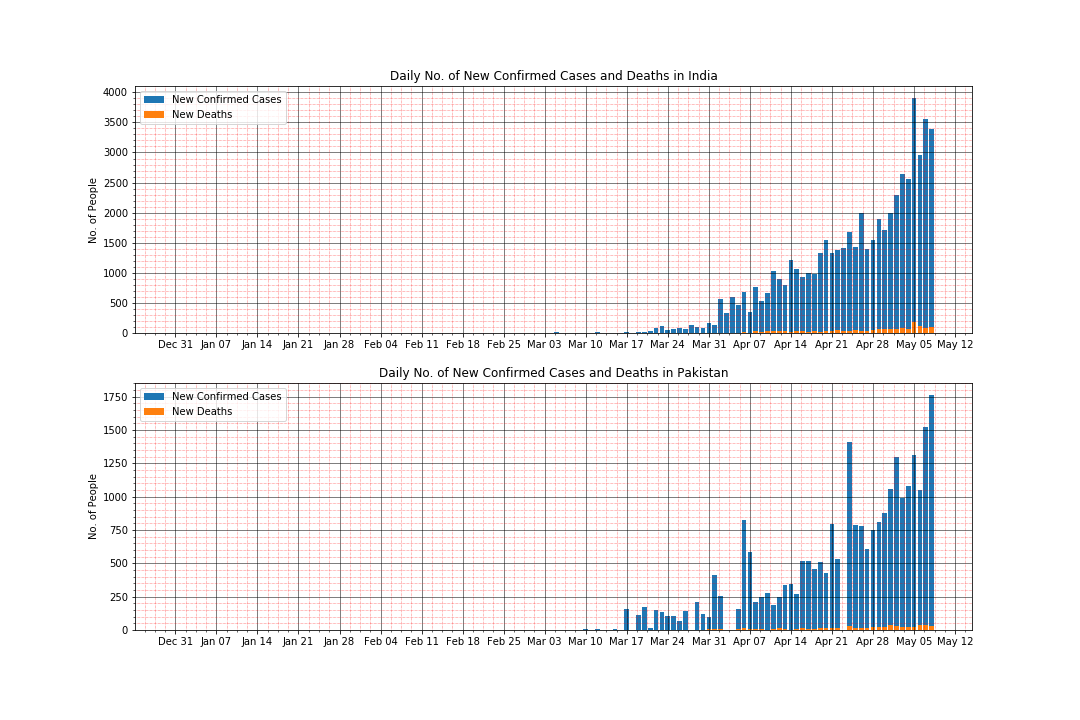 Daily No. of New Confirmed Cases and Deaths in India
4000
3500
3000
2500
2000
1500
1000
500
0
No. of People
New Confirmed Cases
New Deaths
Dec 31 Jan 07 Jan 14 Jan 21 Jan 28 Feb 04 Feb 11 Feb 18 Feb 25 Mar 03 Mar 10 Mar 17 Mar 24 Mar 31 Apr 07 Apr 14 Apr 21 Apr 28 May 05 May 12
Daily No. of New Confirmed Cases and Deaths in Pakistan
1750
1500
1250
1000
750
500
250
0
No. of People
New Confirmed Cases
New Deaths
Dec 31 Jan 07 Jan 14 Jan 21 Jan 28 Feb 04 Feb 11 Feb 18 Feb 25 Mar 03 Mar 10 Mar 17 Mar 24 Mar 31 Apr 07 Apr 14 Apr 21 Apr 28 May 05 May 12